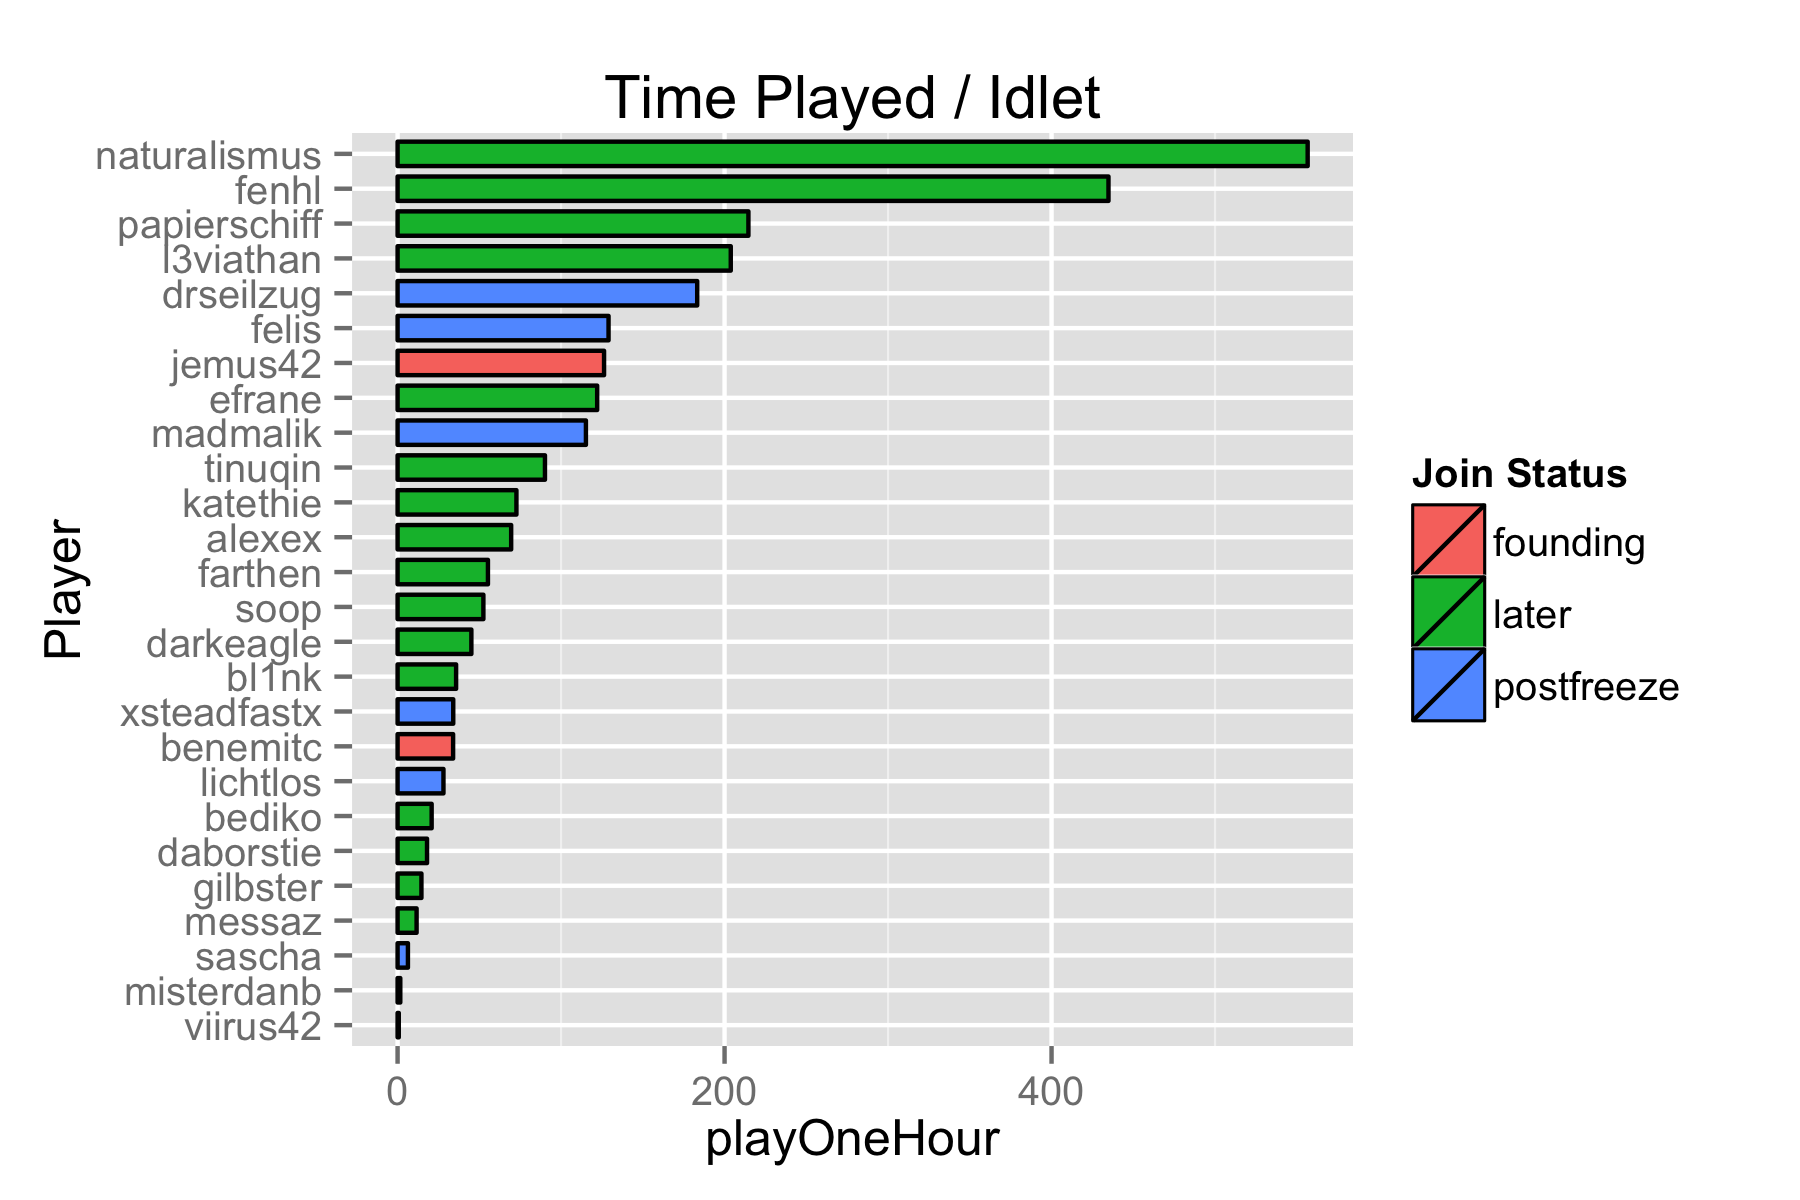 Time Played / Idlet
Player
naturalismus
fenhl
papierschiff
l3viathan
drseilzug
felis
jemus42
efrane
madmalik
tinuqin
katethie
alexex
farthen
soop
darkeagle
bl1nk
xsteadfastx
benemitc
lichtlos
bediko
daborstie
gilbster
messaz
sascha
misterdanb
viirus42
0 200 400
playOneHour
Join Status
founding
later
postfreeze